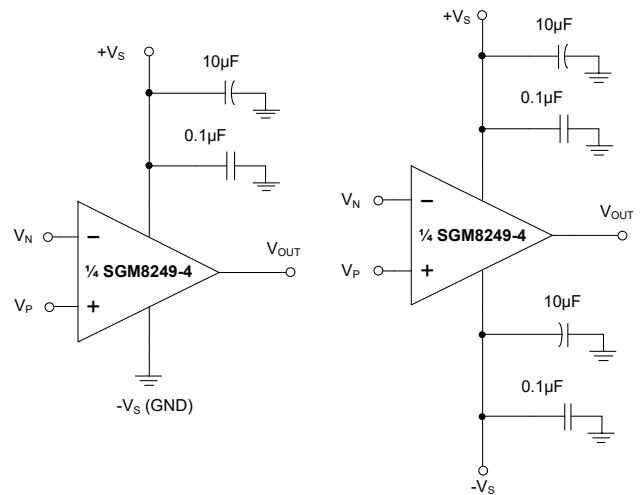 +VS
10µF
0.1µF
VN
−
¼ SGM8249-4
VOUT
VP
+
-VS (GND)
+VS
10µF
0.1µF
VN
−
¼ SGM8249-4
VOUT
VP
+
10µF
0.1µF
-VS